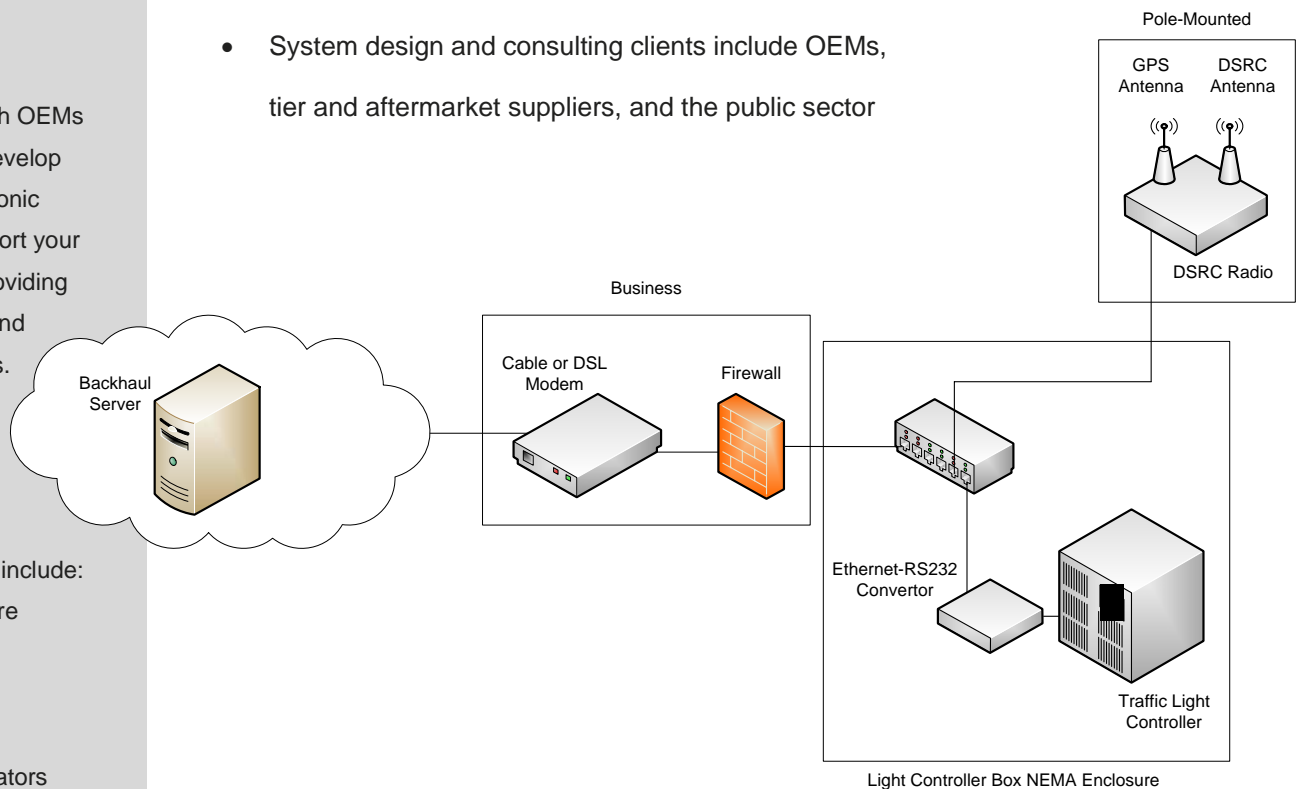 h OEMs
evelop
onic
ort your
oviding
nd
s.
include:
re
ators
• System design and consulting clients include OEMs,
tier and aftermarket suppliers, and the public sector
Pole-Mounted
GPS
Antenna
DSRC
Antenna
DSRC Radio
Business
Cable or DSL
Modem
Firewall
Backhaul
Server
Ethernet-RS232
Convertor
Traffic Light
Controller
Light Controller Box NEMA Enclosure